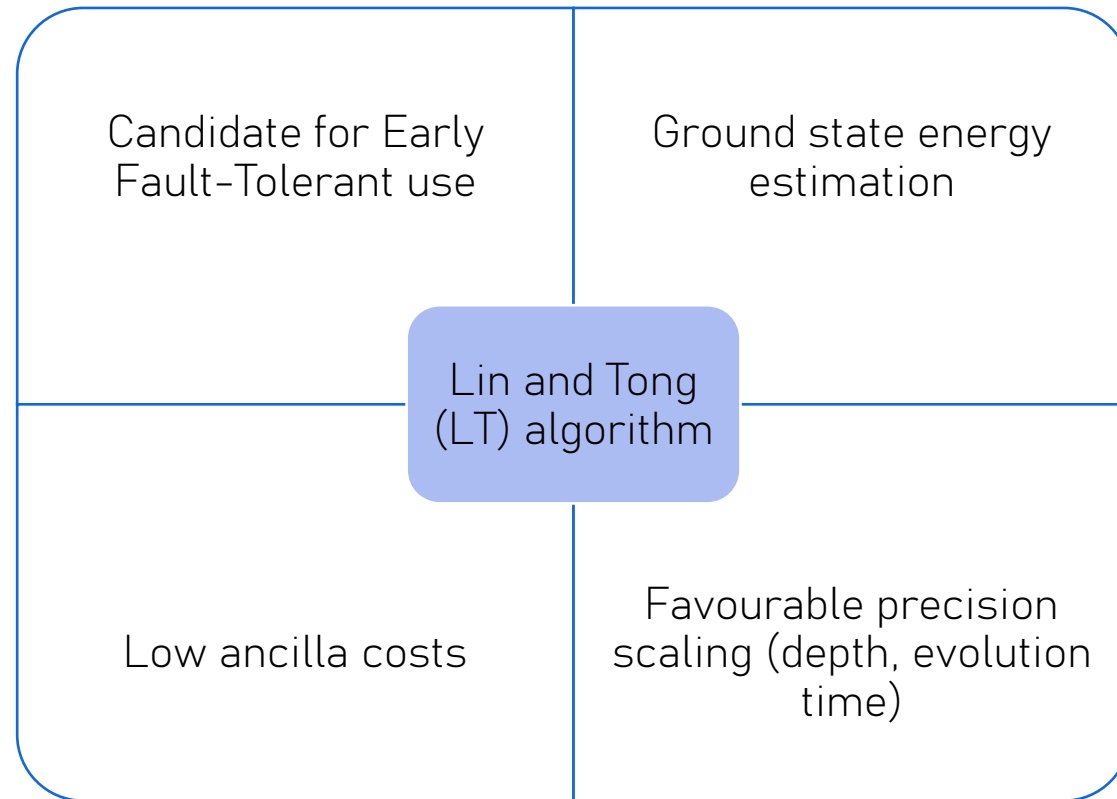 Candidate for Early
Fault-Tolerant use
Ground state energy
estimation
Lin and Tong
(LT) algorithm
Low ancilla costs
Favourable precision
scaling (depth, evolution
time)